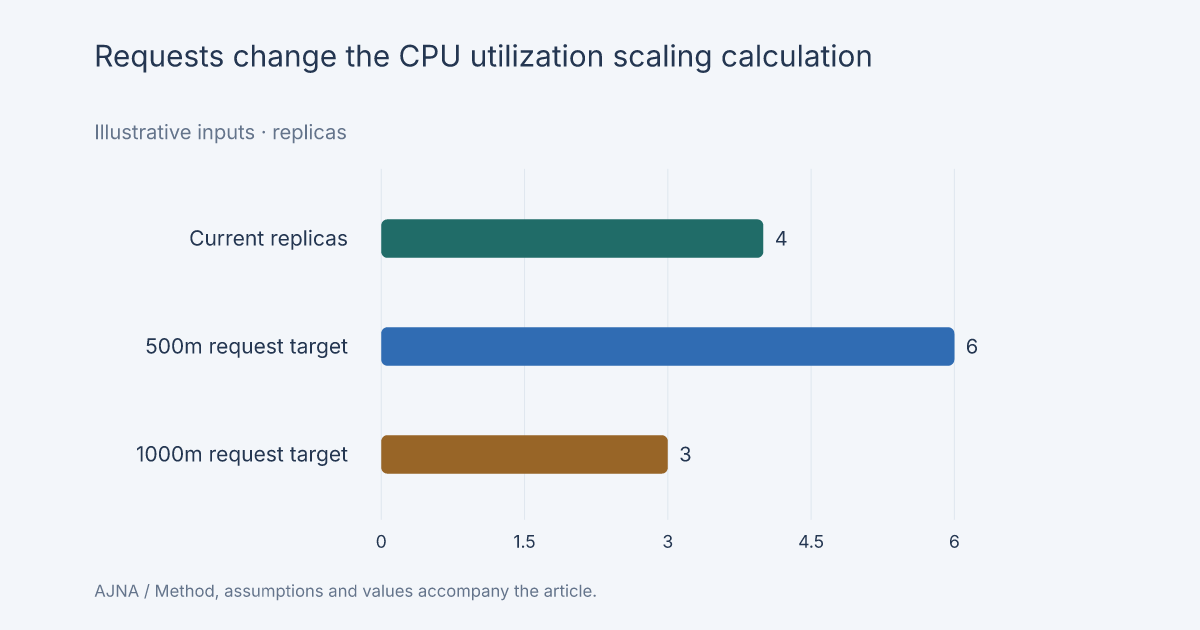 Requests change the CPU utilization scaling calculation
Illustrative inputs · replicas
Current replicas
4
500m request target
6
1000m request target
3
0 1.5 3 4.5 6
AJNA / Method, assumptions and values accompany the article.